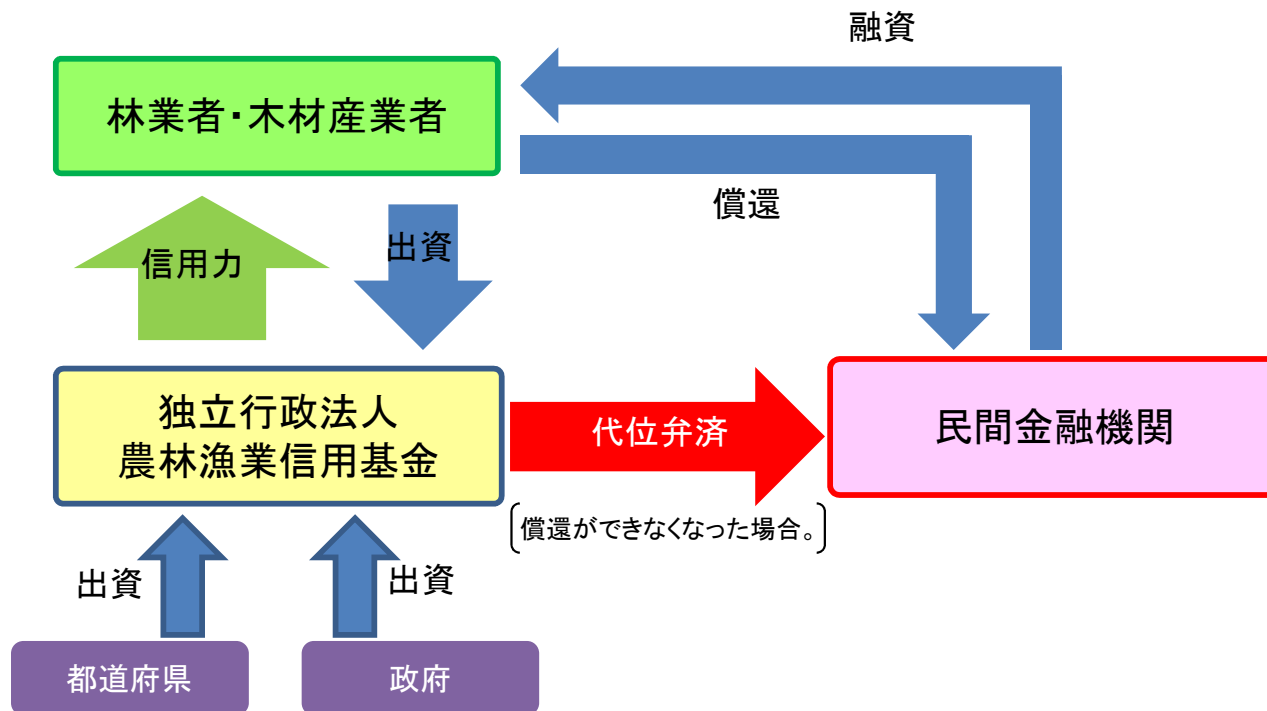 融資
林業者・木材産業者
償還
信用力
出資
独立行政法人
農林漁業信用基金
代位弁済
民間金融機関
償還ができなくなった場合。
出資
出資
都道府県
政府